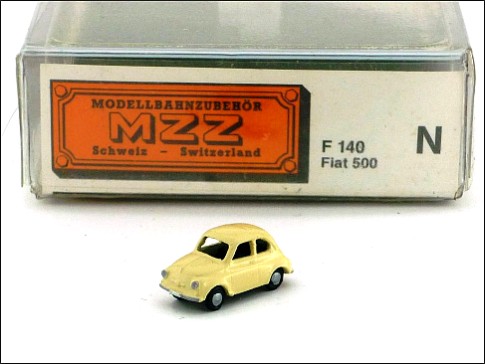 MODELLBAHNZUBEHÖR
MZZ
Schweiz - Switzerland
F 140
Fiat 500
N